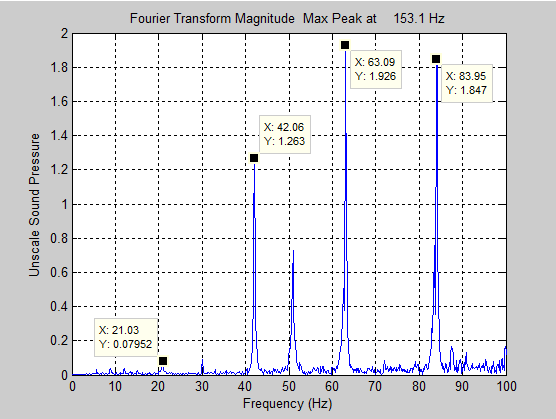 Fourier Transform Magnitude Max Peak at 153.1 Hz
2
1.8
1.6
1.4
1.2
1
0.8
0.6
0.4
0.2
0
Unscale Sound Pressure
X: 21.03
Y: 0.07952
X: 42.06
Y: 1.263
X: 63.09
Y: 1.926
X: 83.95
Y: 1.847
0 10 20 30 40 50 60 70 80 90 100
Frequency (Hz)